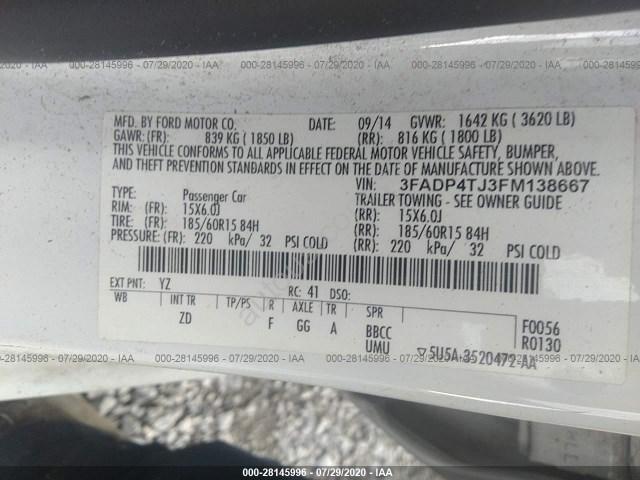 000-28145996 - 07/29/2020 - IAA 000-28145996 - 07/29/2020 - IAA 000-28145996 - 07/29/2020 - IAA
MFD. BY FORD MOTOR CO. DATE: 09/14 GVWR: 1642 KG ( 3620 LB)
GAWR: (FR): 839 KG ( 1850 LB) (RR): 816 KG ( 1800 LB)
THIS VEHICLE CONFORMS TO ALL APPLICABLE FEDERAL MOTOR VEHICLE SAFETY, BUMPER,
AND THEFT PREVENTION STANDARDS IN EFFECT ON THE DATE OF MANUFACTURE SHOWN ABOVE.
VIN: 3FADP4TJ3FM138667
TYPE: Passenger Car TRAILER TOWING - SEE OWNER GUIDE
RIM: (FR): 15X6.0J (RR): 15X6.0J
TIRE: (FR): 185/60R15 84H (RR): 185/60R15 84H
PRESSURE: (FR): 220 kPa/ 32 PSI COLD (RR): 220 kPa/ 32 PSI COLD
EXT PNT: YZ RC: 41 DSO:
WB INT TR TP/PS R AXLE TR SPR
ZD F GG A BBCC F0056
UMU ▽5U5A-3520472-AA R0130
000-28145996 - 07/29/2020 - IAA 000-28145996 - 07/29/2020 - IAA 000-28145996 - 07/29/2020 - IAA
000-28145996 - 07/29/2020 - IAA